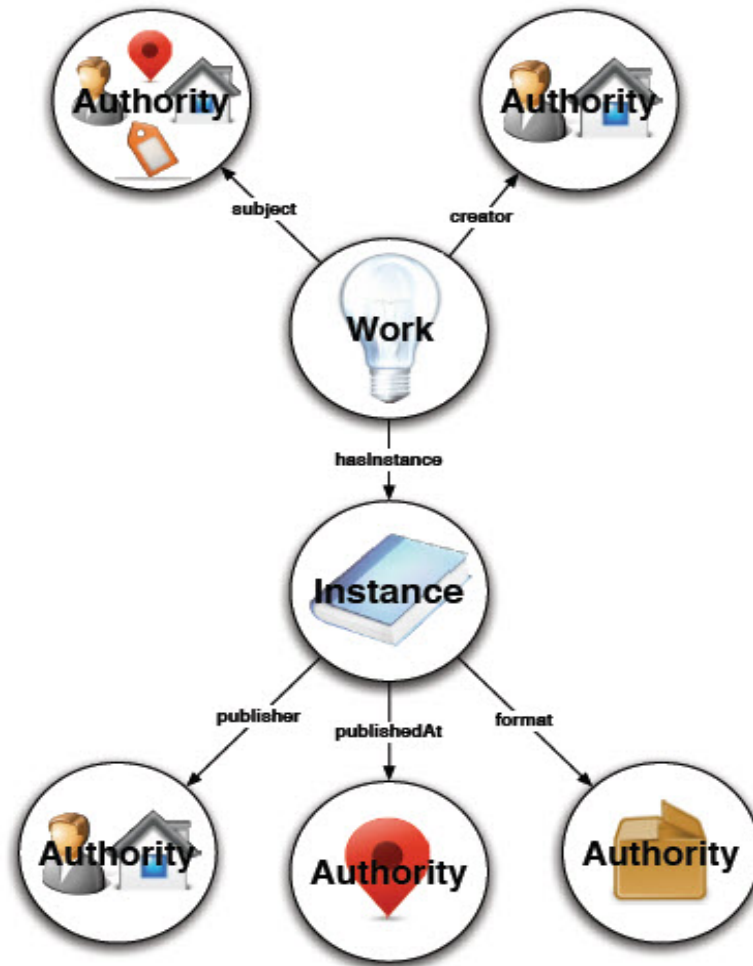 Authority
Authority
subject
creator
Work
hasInstance
Instance
publisher
publishedAt
format
Authority
Authority
Authority